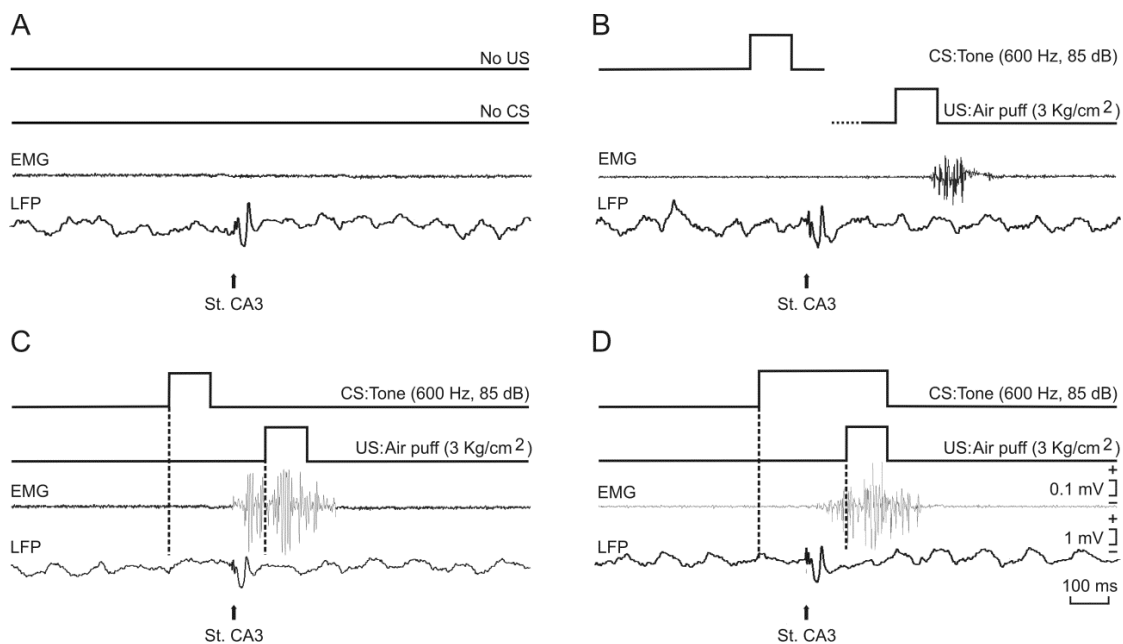 A
No US
No CS
EMG
LFP
St. CA3
B
CS:Tone (600 Hz, 85 dB)
US:Air puff (3 Kg/cm²)
EMG
LFP
St. CA3
C
CS:Tone (600 Hz, 85 dB)
US:Air puff (3 Kg/cm²)
EMG
LFP
St. CA3
D
CS:Tone (600 Hz, 85 dB)
US:Air puff (3 Kg/cm²)
EMG
+
0.1 mV
–
+
LFP
1 mV
–
100 ms
St. CA3